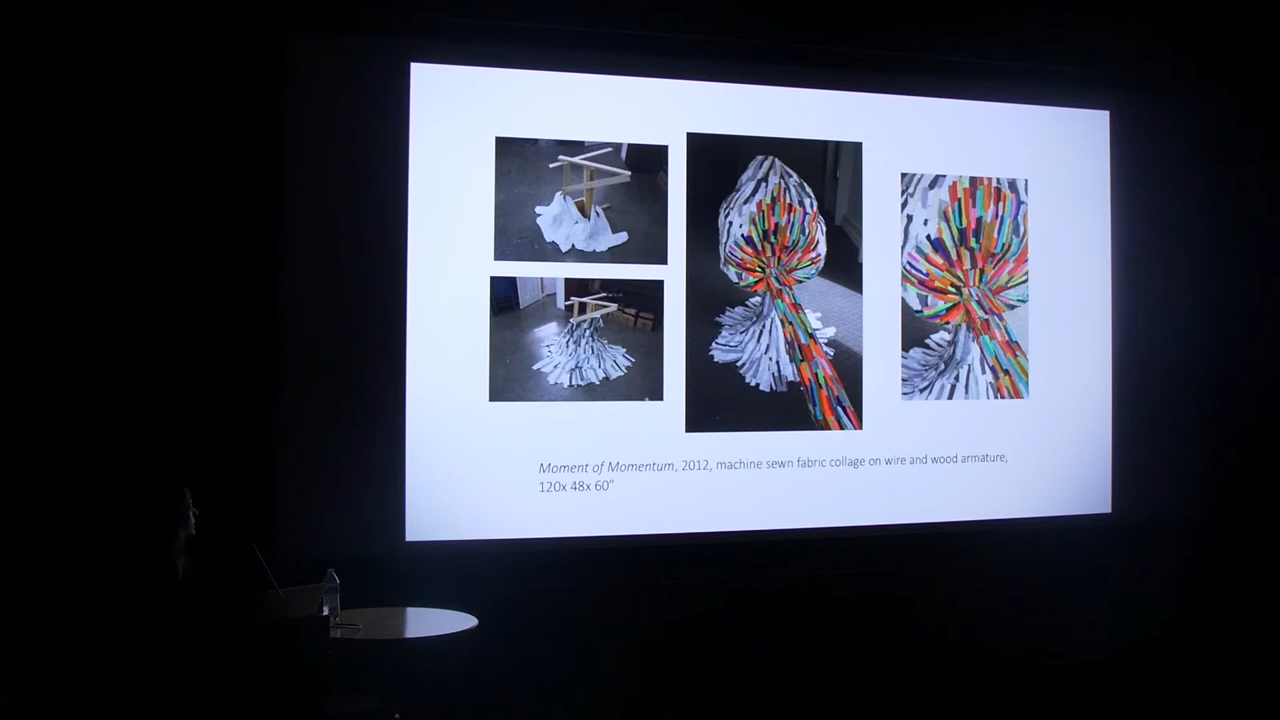 Moment of Momentum, 2012, machine sewn fabric collage on wire and wood armature,
120x 48x 60"